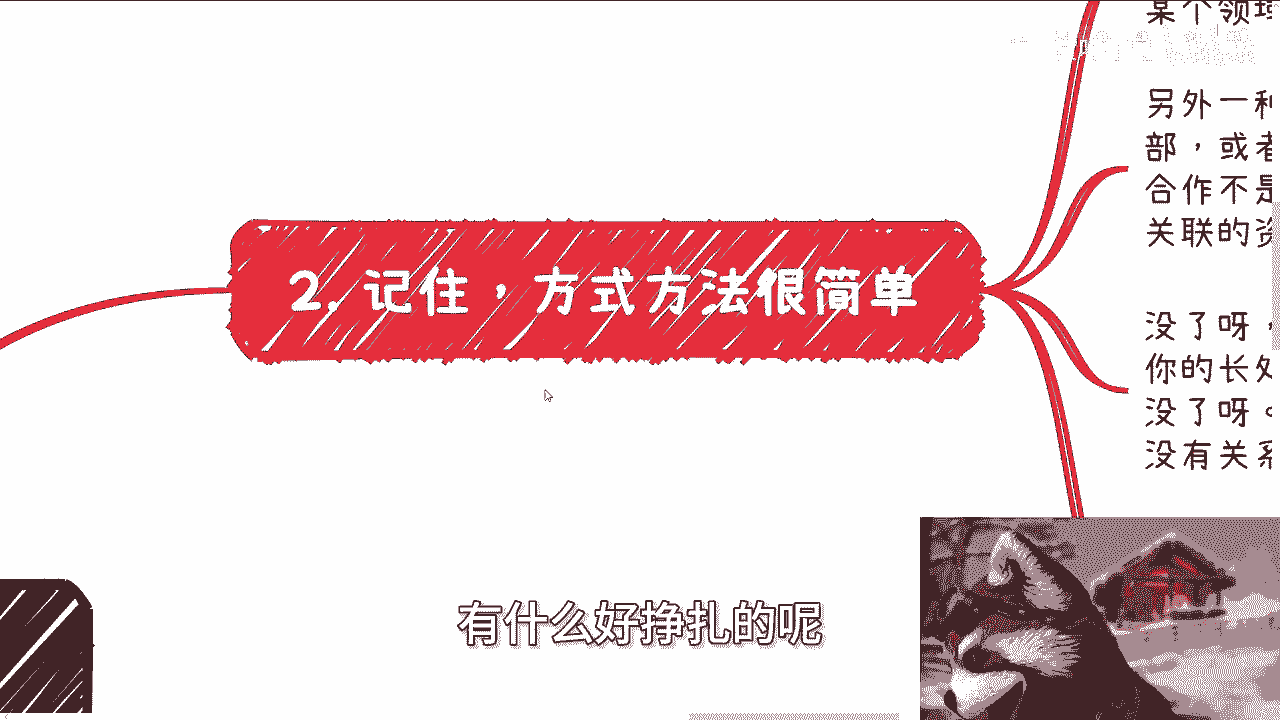 某个领域
另外一种
部，或者
合作不是
关联的资
2. 记住，方式方法很简单
没了呀
你的长处
没了呀。
没有关系
有什么好挣扎的呢